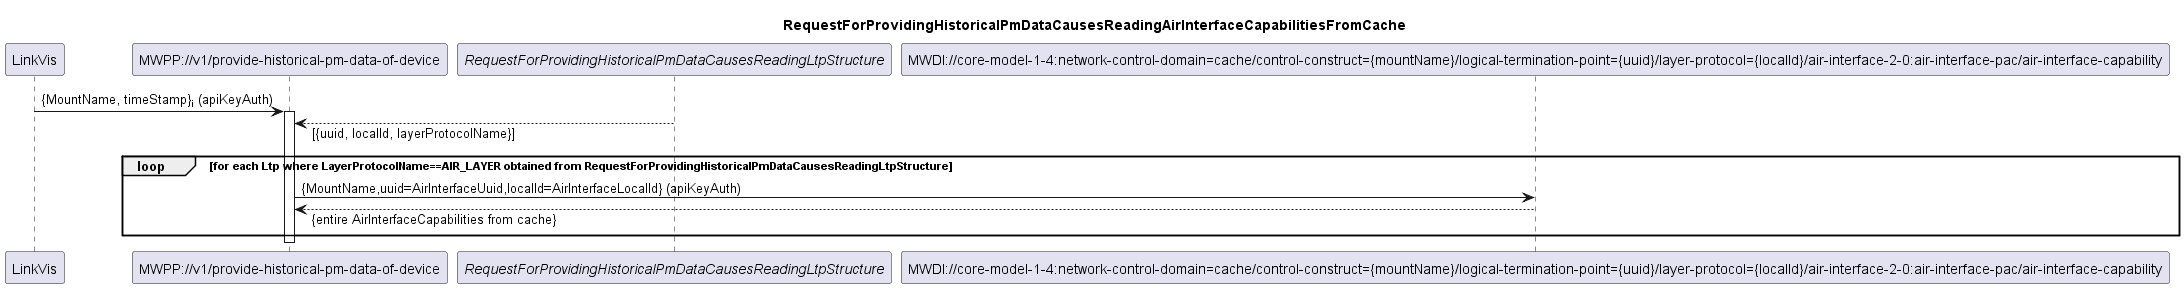 RequestForProvidingHistoricalPmDataCausesReadingAirInterfaceCapabilitiesFromCache
LinkVis
MWPP://v1/provide-historical-pm-data-of-device
RequestForProvidingHistoricalPmDataCausesReadingLtpStructure
MWDI://core-model-1-4:network-control-domain=cache/control-construct={mountName}/logical-termination-point={uuid}/layer-protocol={localId}/air-interface-2-0:air-interface-pac/air-interface-capability
{MountName, timeStamp}i (apiKeyAuth)
[{uuid, localId, layerProtocolName}]
loop
[for each Ltp where LayerProtocolName==AIR_LAYER obtained from RequestForProvidingHistoricalPmDataCausesReadingLtpStructure]
{MountName,uuid=AirInterfaceUuid,localId=AirInterfaceLocalId} (apiKeyAuth)
{entire AirInterfaceCapabilities from cache}
LinkVis
MWPP://v1/provide-historical-pm-data-of-device
RequestForProvidingHistoricalPmDataCausesReadingLtpStructure
MWDI://core-model-1-4:network-control-domain=cache/control-construct={mountName}/logical-termination-point={uuid}/layer-protocol={localId}/air-interface-2-0:air-interface-pac/air-interface-capability